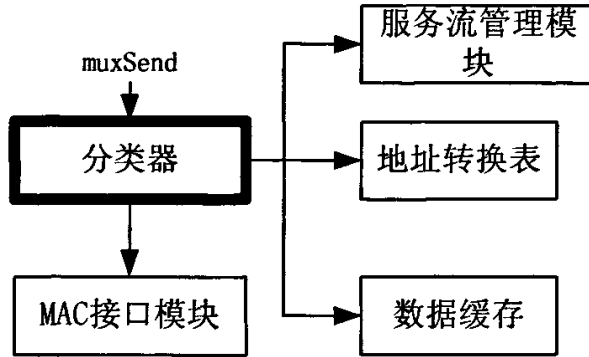 服务流管理模
块
muxSend
分类器
地址转换表
MAC接口模块
数据缓存